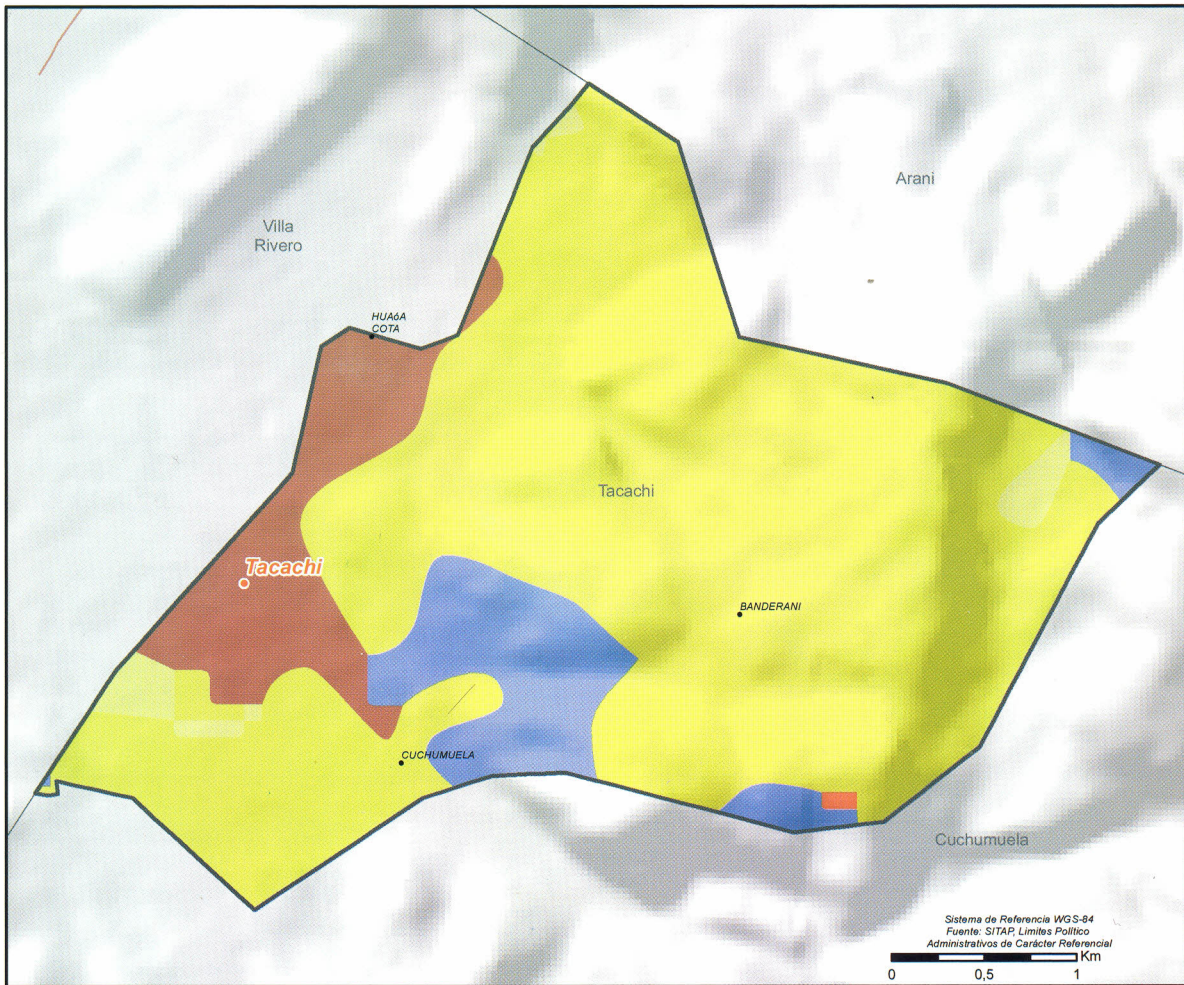 Arani
Villa
Rivero
HUAóA
COTA
Tacachi
Tacachi
BANDERANI
CUCHUMUELA
Cuchumuela
Sistema de Referencia WGS-84
Fuente: SITAP, Limites Político
Administrativos de Carácter Referencial
Km
0 0,5 1